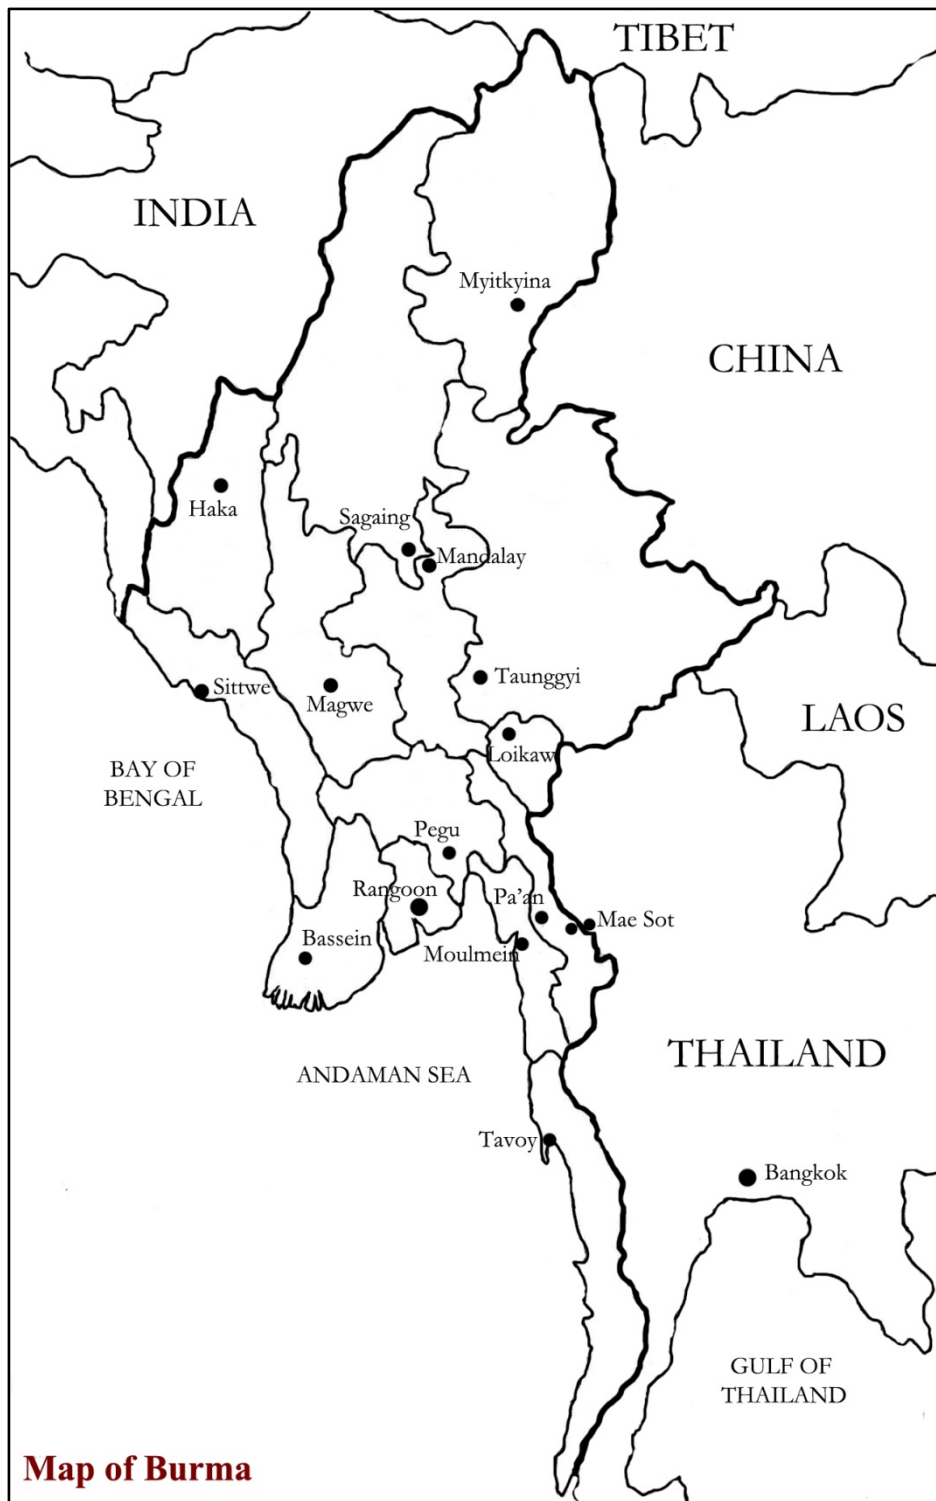 TIBET
INDIA
Myitkyina
CHINA
Haka
Sagaing
Mandalay
Sittwe
Magwe
Taunggyi
LAOS
Loikaw
BAY OF
BENGAL
Pegu
Rangoon
Pa'an
Mae Sot
Bassein
Moulmein
THAILAND
ANDAMAN SEA
Tavoy
Bangkok
GULF OF
THAILAND
Map of Burma